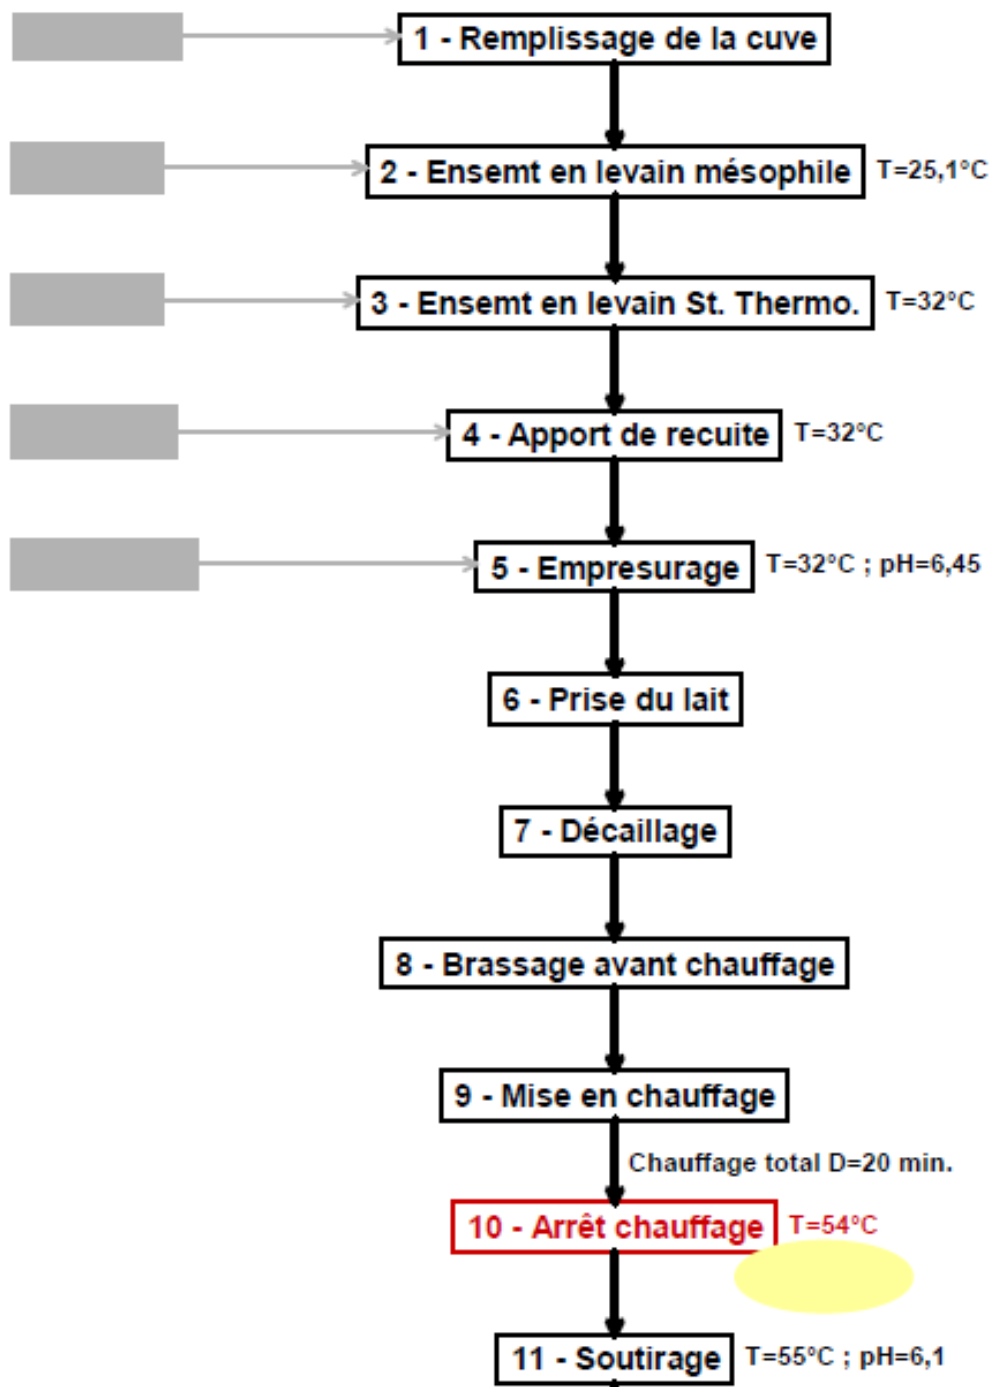 1 - Remplissage de la cuve
2 - Ensemt en levain mésophile T=25,1°C
3 - Ensemt en levain St. Thermo. T=32°C
4 - Apport de recuite T=32°C
5 - Empresurage T=32°C ; pH=6,45
6 - Prise du lait
7 - Décaillage
8 - Brassage avant chauffage
9 - Mise en chauffage
Chauffage total D=20 min.
10 - Arrêt chauffage T=54°C
11 - Soutirage T=55°C ; pH=6,1